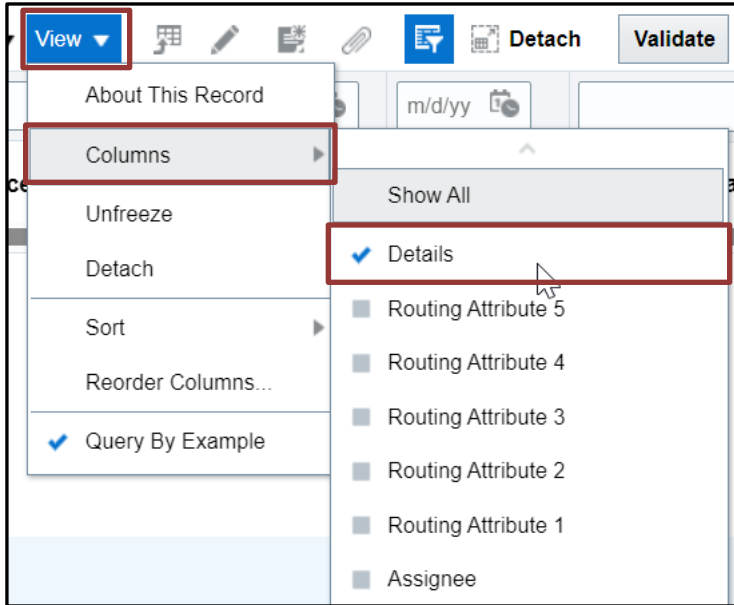 View Detach Validate
About This Record
m/d/yy
Columns
Show All
Unfreeze
Details
Detach
Routing Attribute 5
Sort
Routing Attribute 4
Reorder Columns...
Routing Attribute 3
Query By Example
Routing Attribute 2
Routing Attribute 1
Assignee